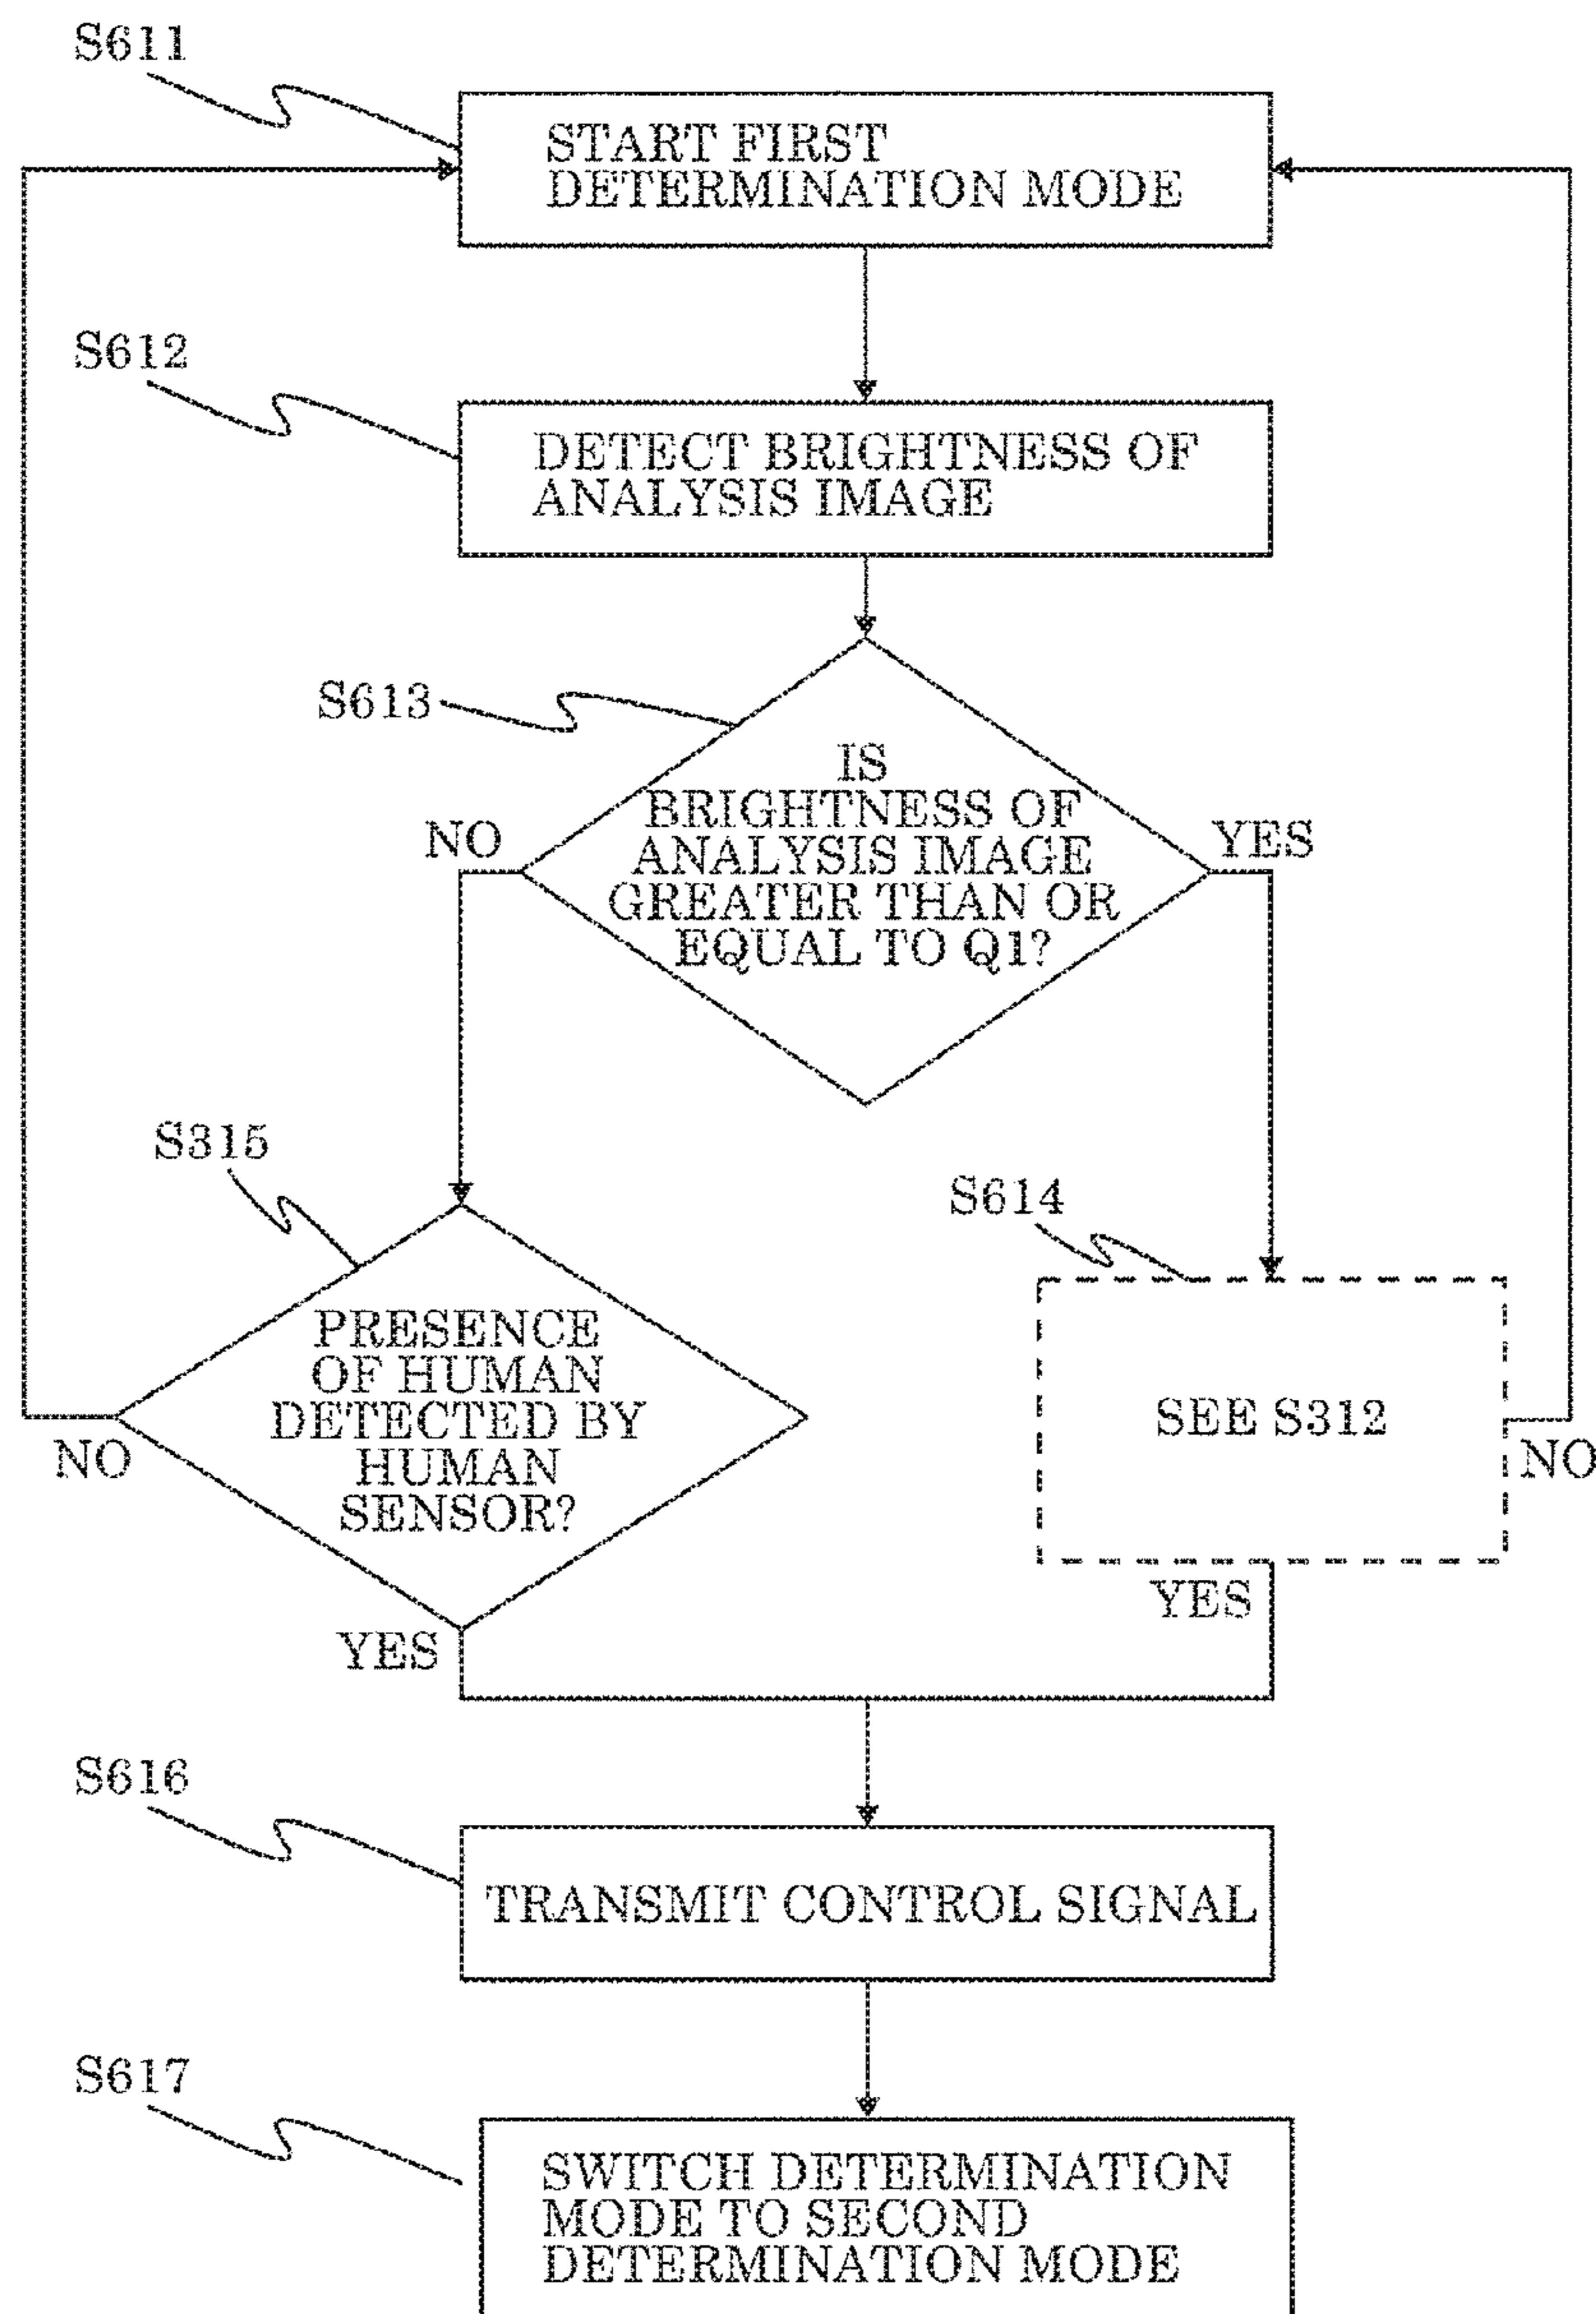 S611
START FIRST
DETERMINATION MODE
S612
DETECT BRIGHTNESS OF
ANALYSIS IMAGE
S613
IS
BRIGHTNESS OF
ANALYSIS IMAGE
GREATER THAN OR
EQUAL TO Q1?
NO
YES
S315
PRESENCE
OF HUMAN
DETECTED BY
HUMAN
SENSOR?
NO
YES
S614
SEE S312
NO
YES
S616
TRANSMIT CONTROL SIGNAL
S617
SWITCH DETERMINATION
MODE TO SECOND
DETERMINATION MODE